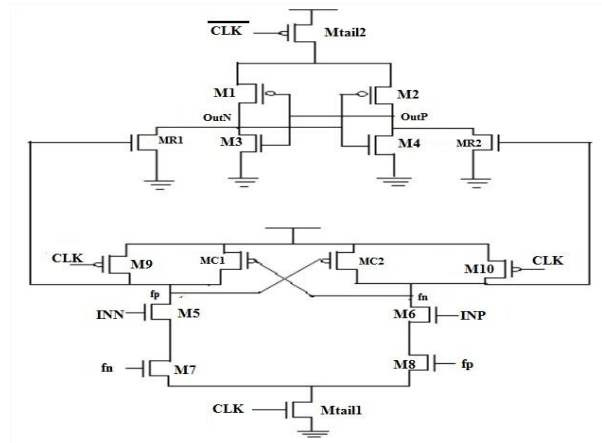 CLK
Mtail2
M1
M2
OutN
OutP
MR1
M3
M4
MR2
CLK
M9
MC1
MC2
M10
CLK
fp
fn
INN
M5
M6
INP
fn
M7
M8
fp
CLK
Mtail1